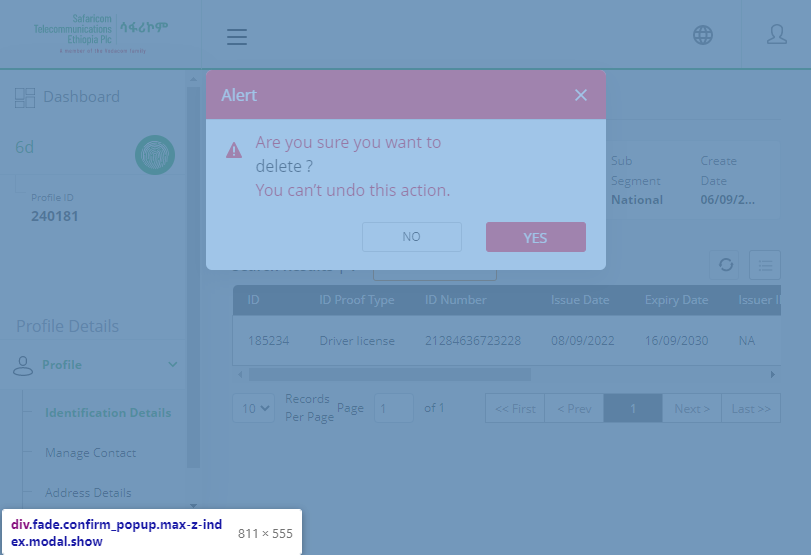 Safaricom
Telecommunications
Ethiopia Plc
ሳፋሪኮም
A member of the Vodacom family
Dashboard
6d
Profile ID
240181
Profile Details
Profile
Identification Details
Manage Contact
Address Details
Alert
Are you sure you want to
delete ?
You can't undo this action.
NO
YES
Sub
Segment
National
Create
Date
06/09/2...
ID
ID Proof Type
ID Number
Issue Date
Expiry Date
Issuer
185234
Driver license
21284636723228
08/09/2022
16/09/2030
NA
10
Records
Per Page
Page
1
of 1
<< First
< Prev
1
Next >
Last >>
div.fade.confirm_popup.max-z-ind
ex.modal.show
811 × 555